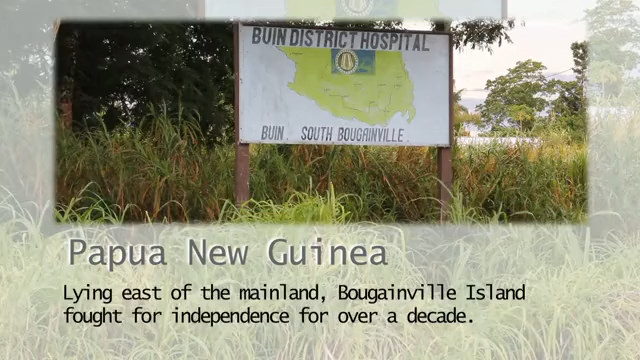 BUIN DISTRICT HOSPITAL
BUIN . SOUTH BOUGAINVILLE
Papua New Guinea
Lying east of the mainland, Bougainville Island
fought for independence for over a decade.